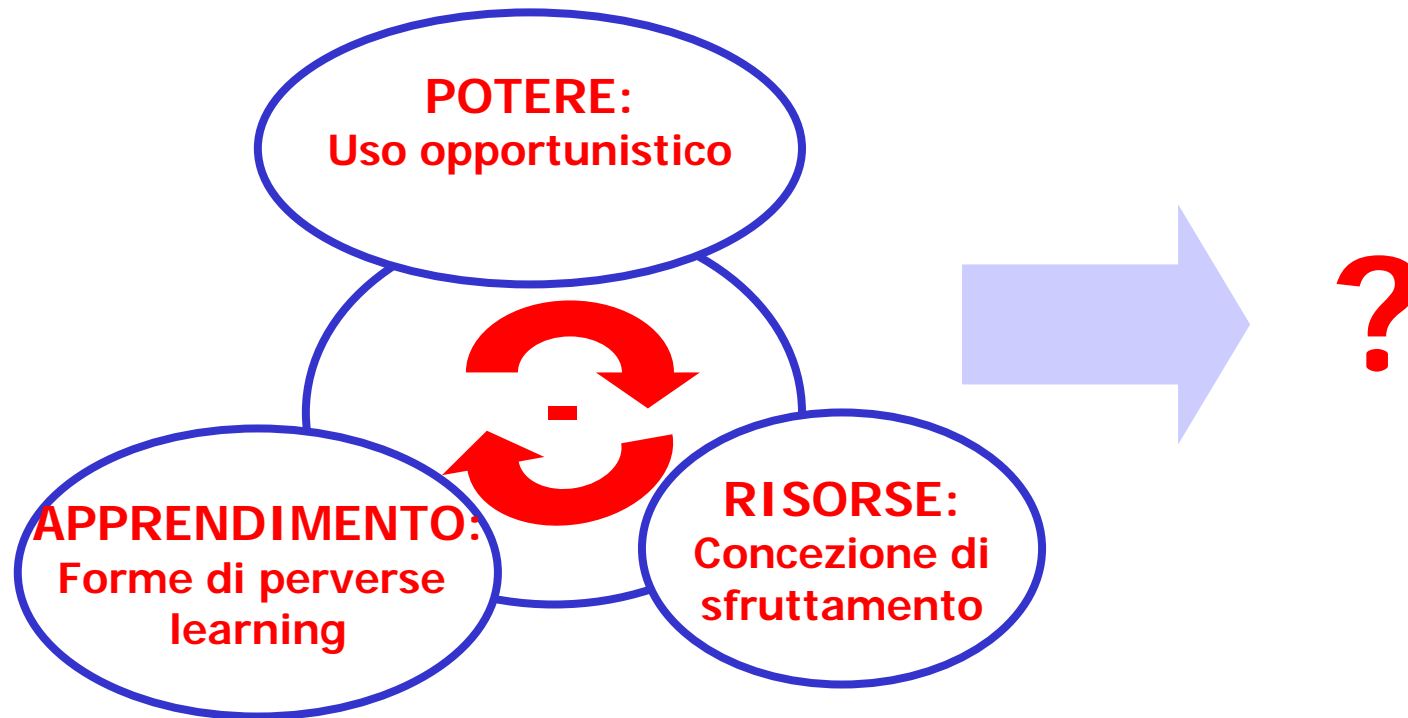 POTERE:
Uso opportunistico
?
-
APPRENDIMENTO:
Forme di perverse
learning
RISORSE:
Concezione di
sfruttamento